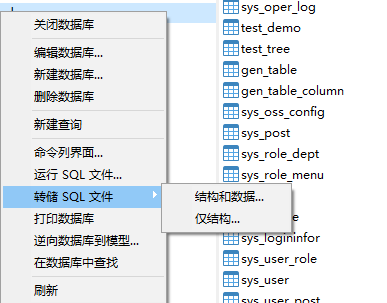 关闭数据库
编辑数据库...
新建数据库...
删除数据库
新建查询
命令列界面...
运行 SQL 文件...
转储 SQL 文件
打印数据库
逆向数据库到模型...
在数据库中查找
刷新
结构和数据...
仅结构...
sys_oper_log
test_demo
test_tree
gen_table
gen_table_column
sys_oss_config
sys_post
sys_role_dept
sys_role_menu
sys_logininfor
sys_user_role
sys_user
sys_user_post